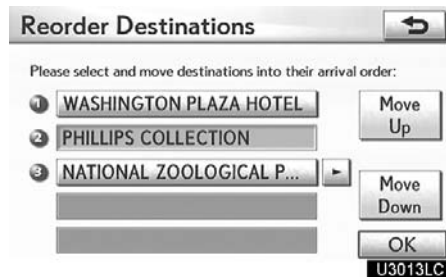 Reorder Destinations
Please select and move destinations into their arrival order:
1 WASHINGTON PLAZA HOTEL
Move Up
2 PHILLIPS COLLECTION
3 NATIONAL ZOOLOGICAL P...
Move Down
OK
U3013LC